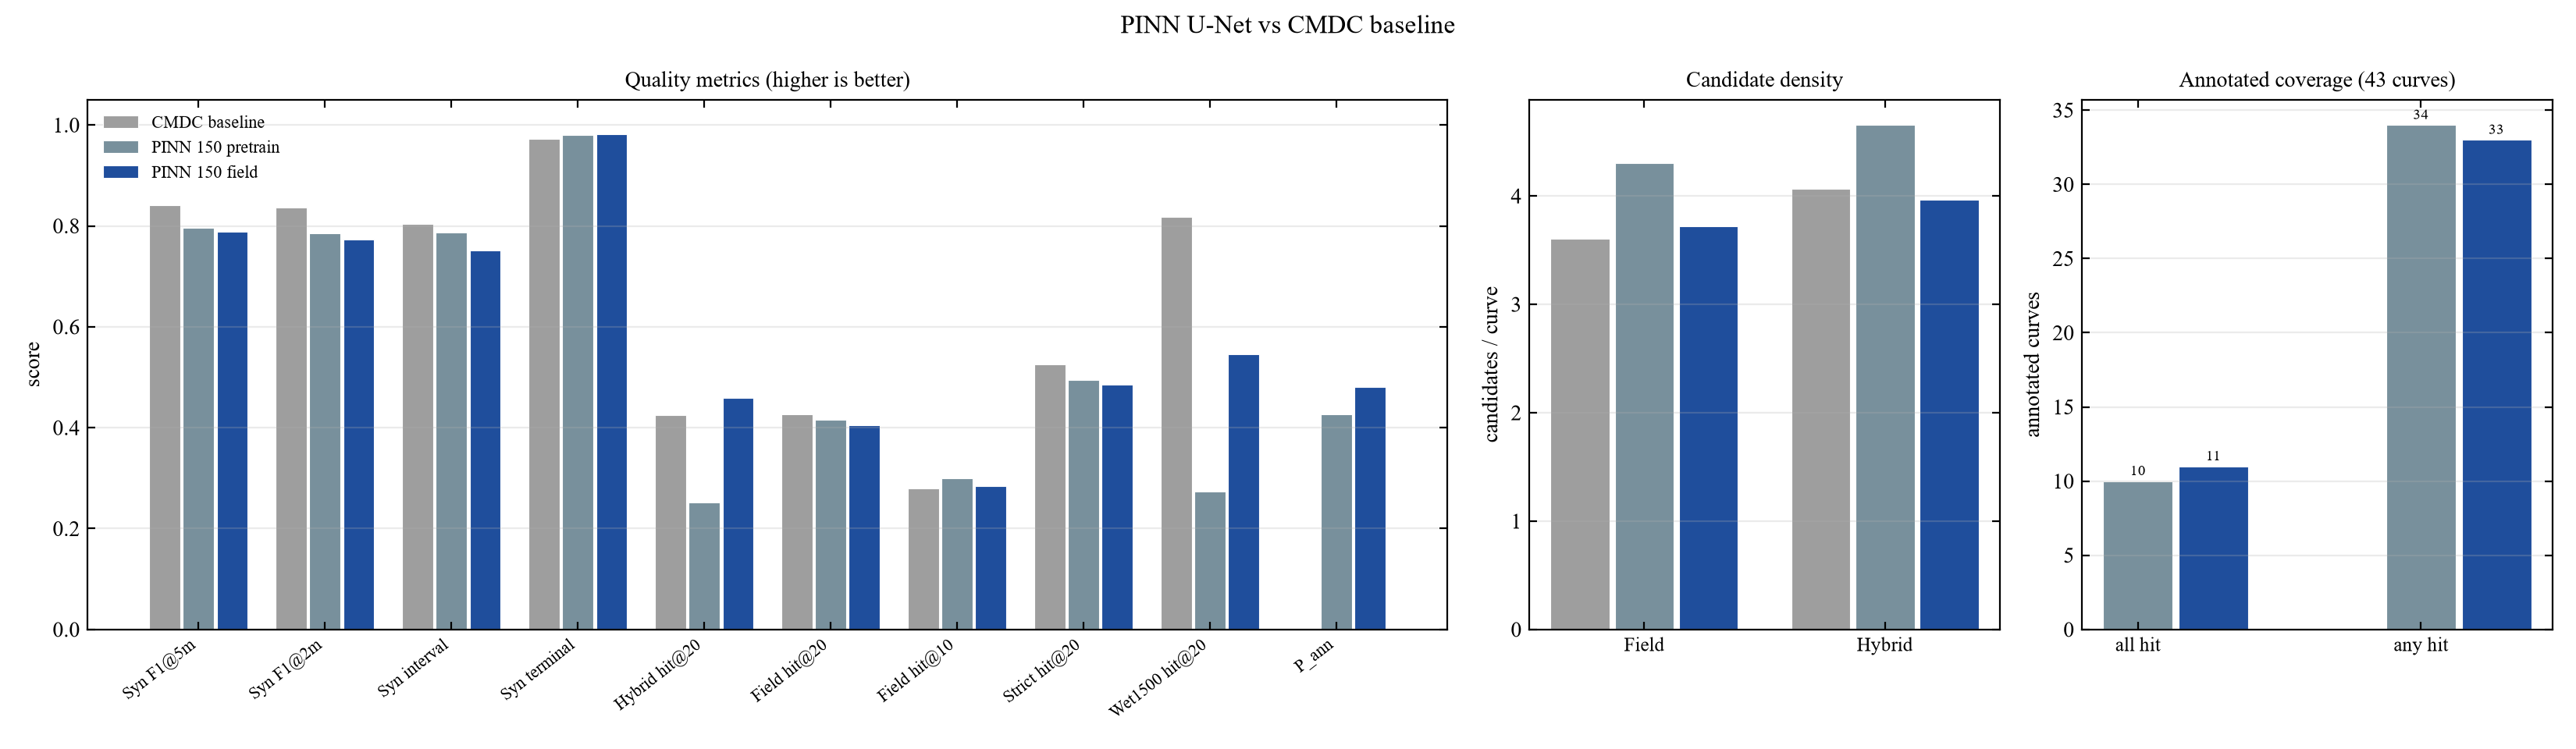 PINN U-Net vs CMDC baseline
Quality metrics (higher is better)
CMDC baseline
PINN 150 pretrain
PINN 150 field
score
1.0
0.8
0.6
0.4
0.2
0.0
Syn F1@5m
Syn F1@2m
Syn interval
Syn terminal
Hybrid hit@20
Field hit@20
Field hit@10
Strict hit@20
Wet1500 hit@20
P_ann
Candidate density
candidates / curve
4
3
2
1
0
Field
Hybrid
Annotated coverage (43 curves)
annotated curves
35
30
25
20
15
10
5
0
10
11
34
33
all hit
any hit